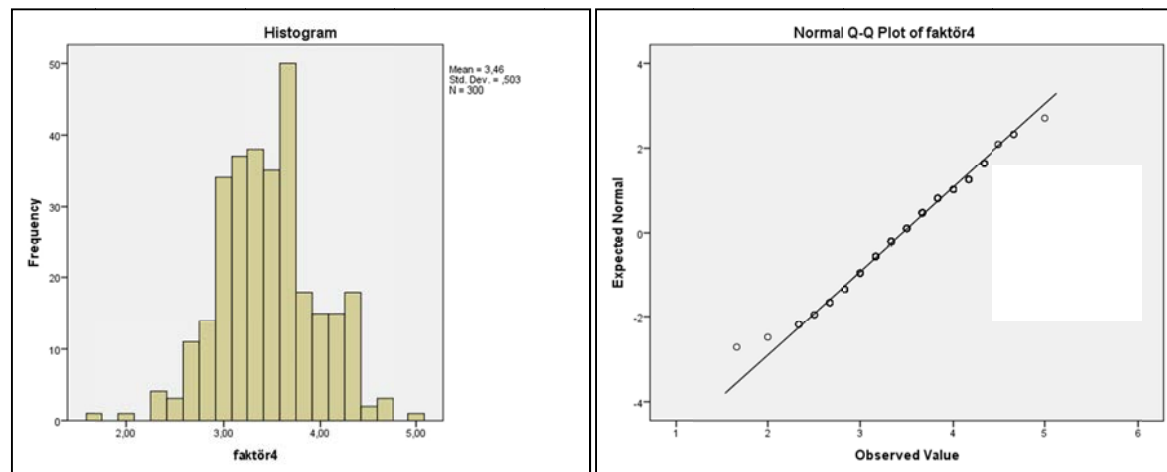 Histogram
Mean = 3,46
Std. Dev. = ,503
N = 300
50
40
30
20
10
0
Frequency
2,00 3,00 4,00 5,00
faktör4
Normal Q-Q Plot of faktör4
4
2
0
-2
-4
Expected Normal
1 2 3 4 5 6
Observed Value